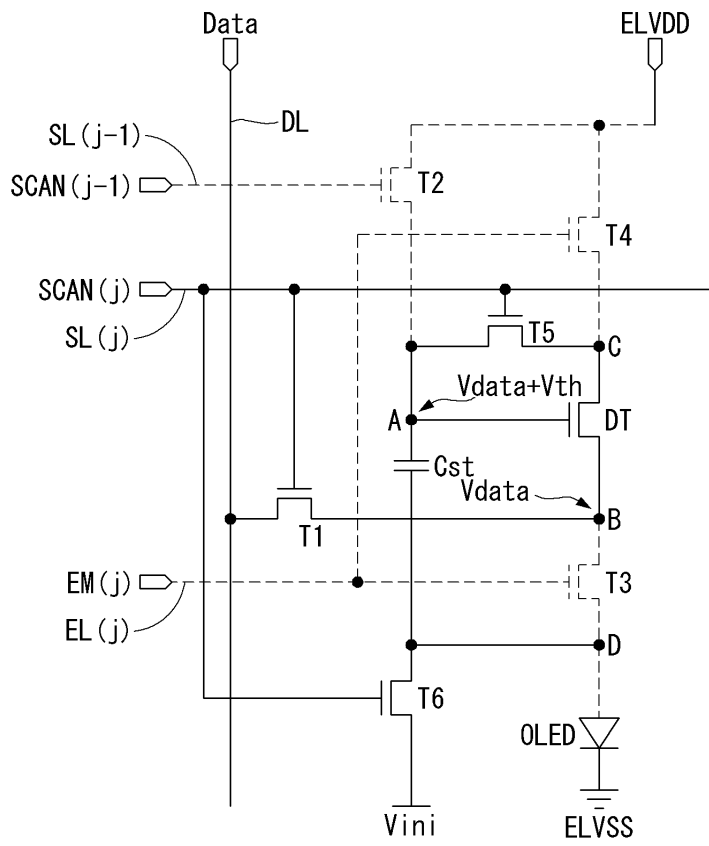 Data
ELVDD
DL
SL(j-1)
SCAN(j-1)
T2
T4
SCAN(j)
SL(j)
T5
C
Vdata+Vth
A
DT
Cst
Vdata
B
T1
EM(j)
T3
EL(j)
D
T6
OLED
Vini
ELVSS